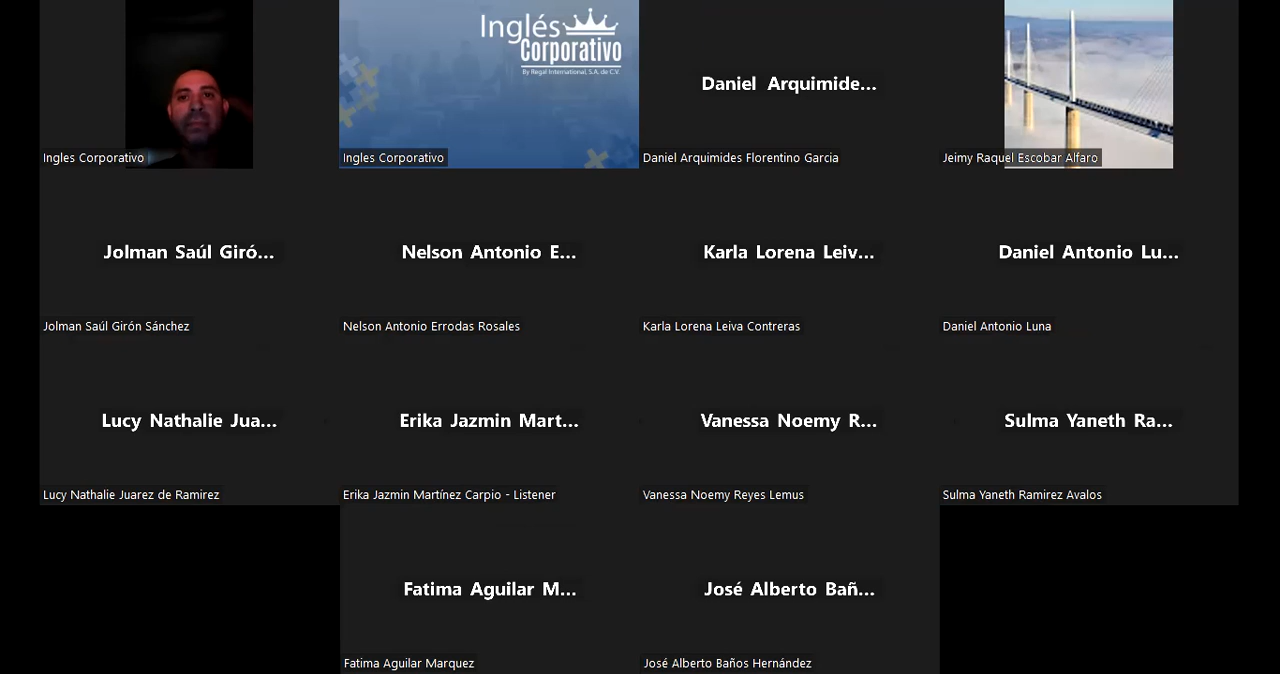 Inglés
Corporativo
By Regal International, S.A. de C.V.
Daniel Arquimide...
Ingles Corporativo
Ingles Corporativo
Daniel Arquimides Florentino Garcia
Jeimy Raquel Escobar Alfaro
Jolman Saúl Giró...
Nelson Antonio E...
Karla Lorena Leiv...
Daniel Antonio Lu...
Jolman Saúl Girón Sánchez
Nelson Antonio Errodas Rosales
Karla Lorena Leiva Contreras
Daniel Antonio Luna
Lucy Nathalie Jua...
Erika Jazmin Mart...
Vanessa Noemy R...
Sulma Yaneth Ra...
Lucy Nathalie Juarez de Ramirez
Erika Jazmin Martínez Carpio - Listener
Vanessa Noemy Reyes Lemus
Sulma Yaneth Ramirez Avalos
Fatima Aguilar M...
José Alberto Bañ...
Fatima Aguilar Marquez
José Alberto Baños Hernández